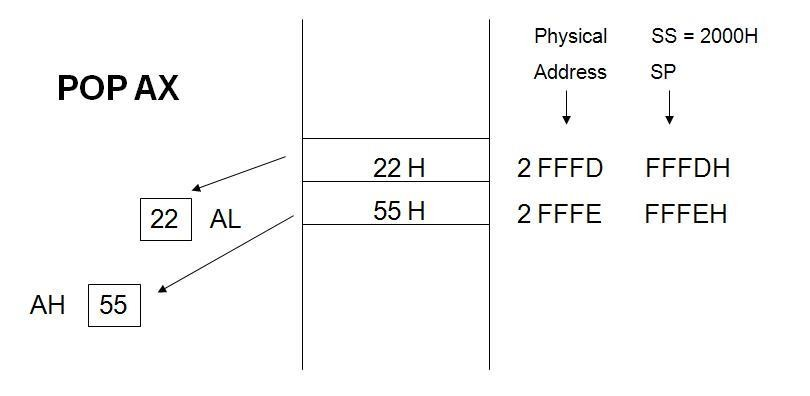 Physical SS = 2000H
POP AX Address SP
22 H 2 FFFD FFFDH
22 AL 55 H 2 FFFE FFFEH
AH 55